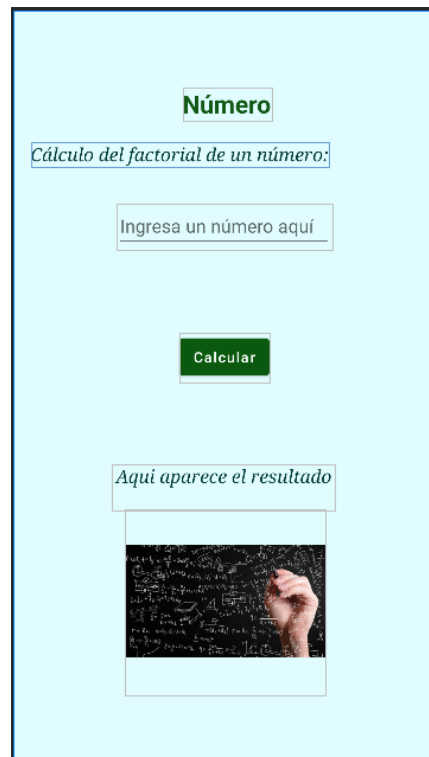 Número
Cálculo del factorial de un número:
Ingresa un número aquí
Calcular
Aqui aparece el resultado